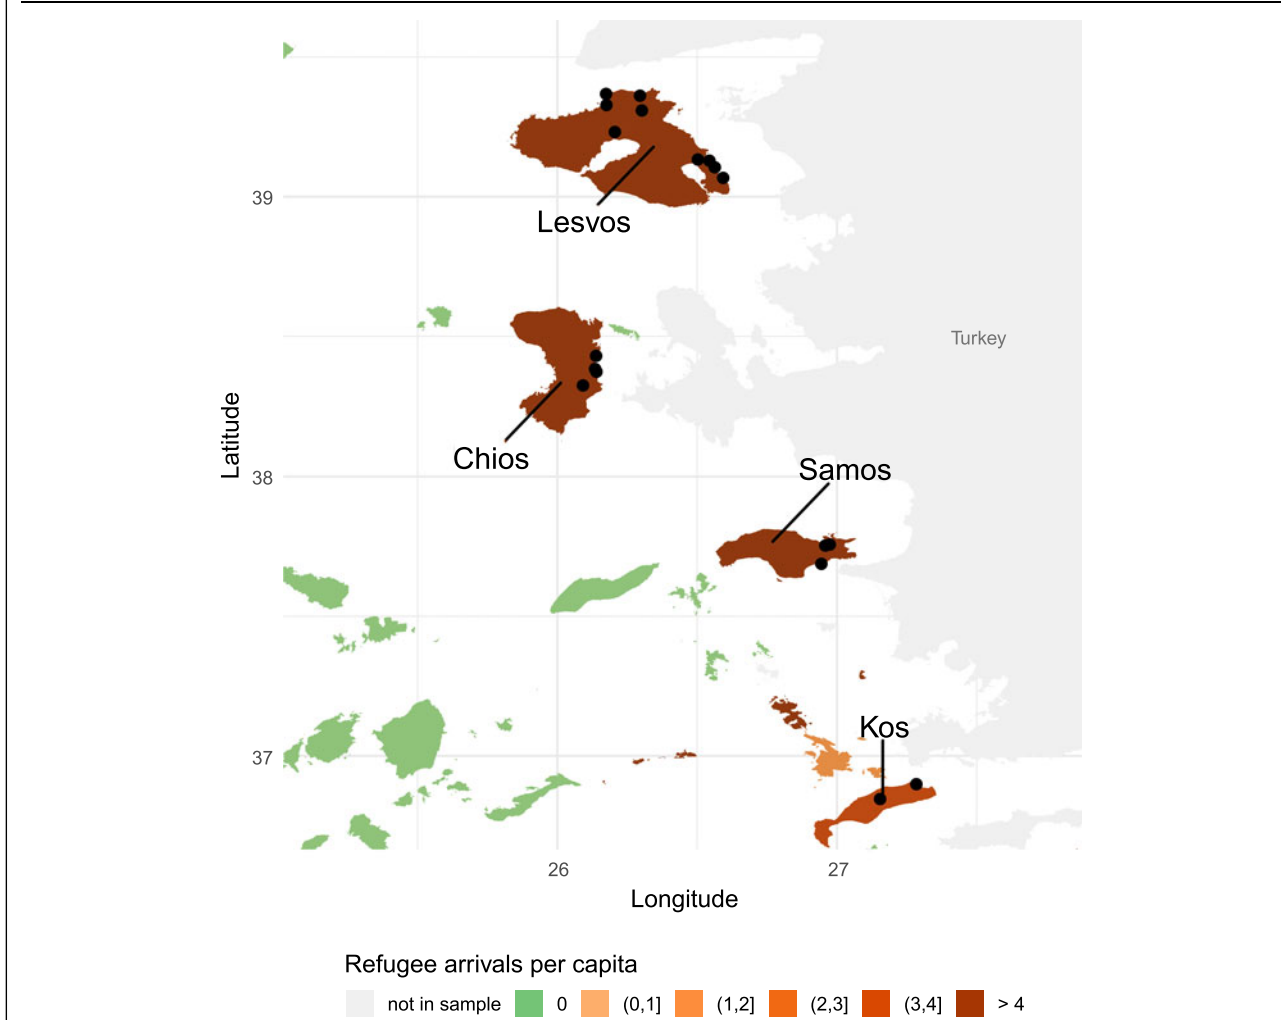 39
Lesvos
Turkey
Latitude
Chios
Samos
38
Kos
37
26
27
Longitude
Refugee arrivals per capita
not in sample 0 (0,1] (1,2] (2,3] (3,4] > 4